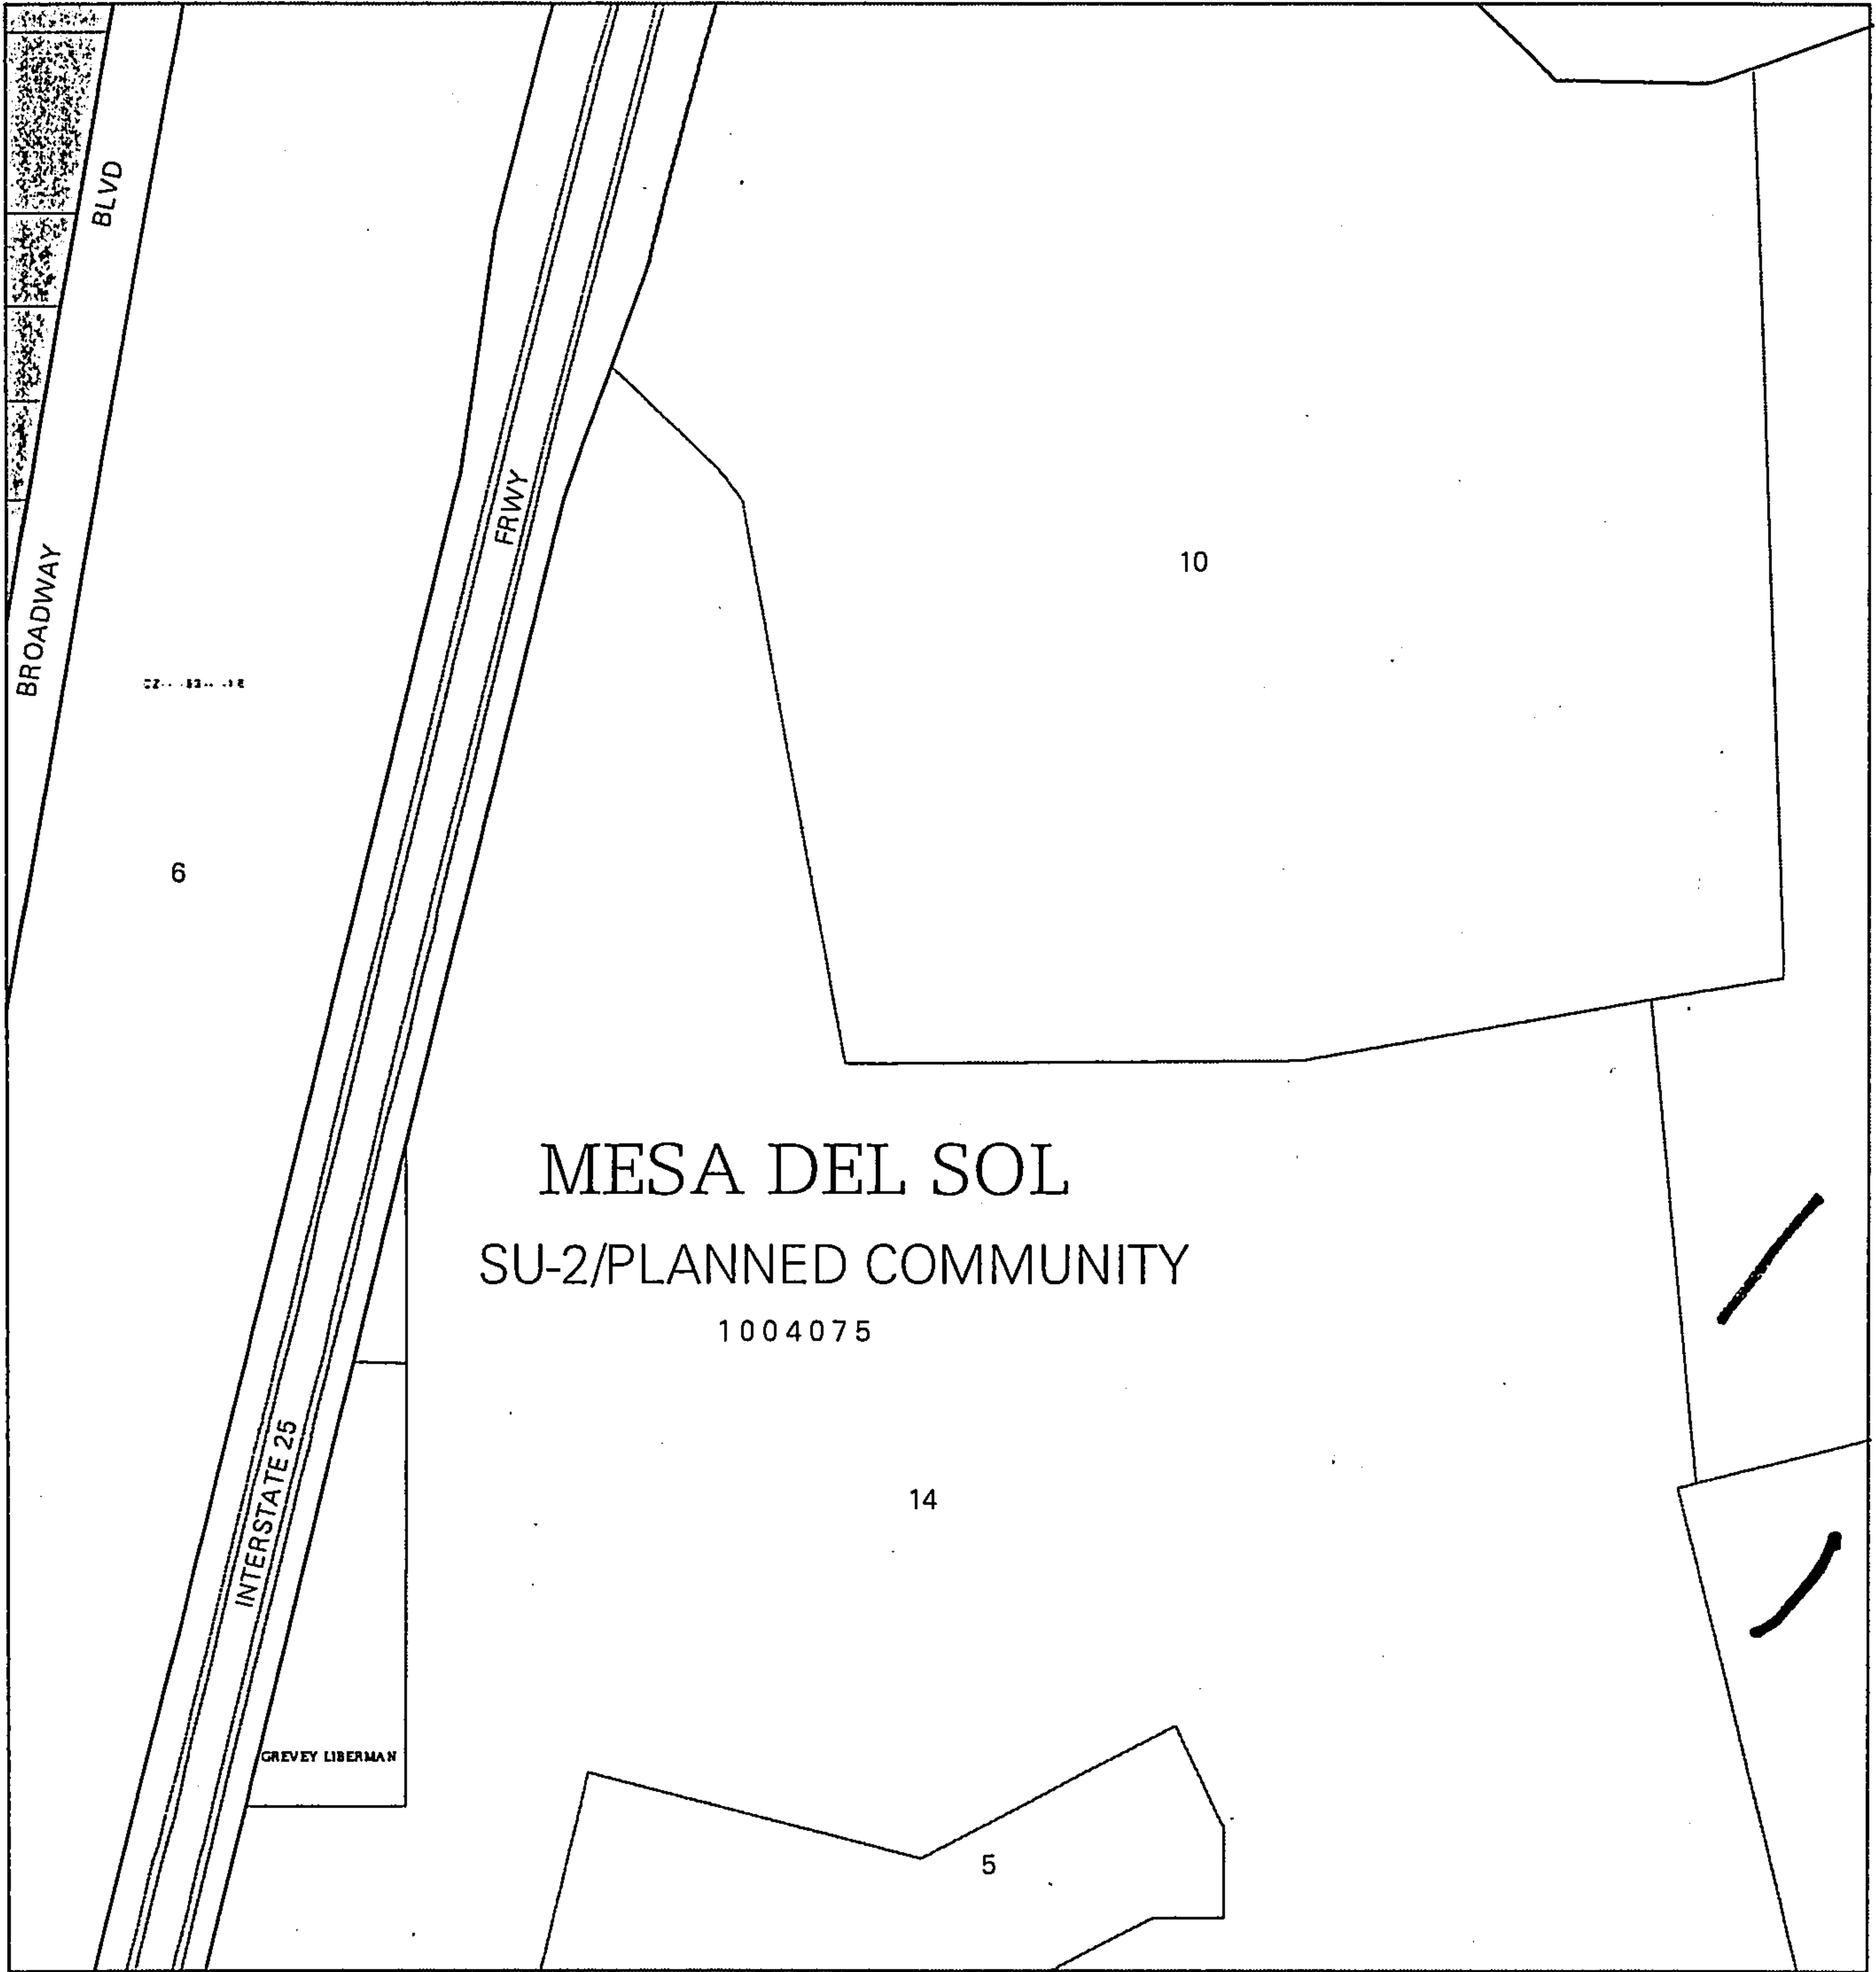 BLVD
BROADWAY
FRWY
10
6
MESA DEL SOL
SU-2/PLANNED COMMUNITY
1004075
INTERSTATE 25
14
GREVEY LIBERMAN
5